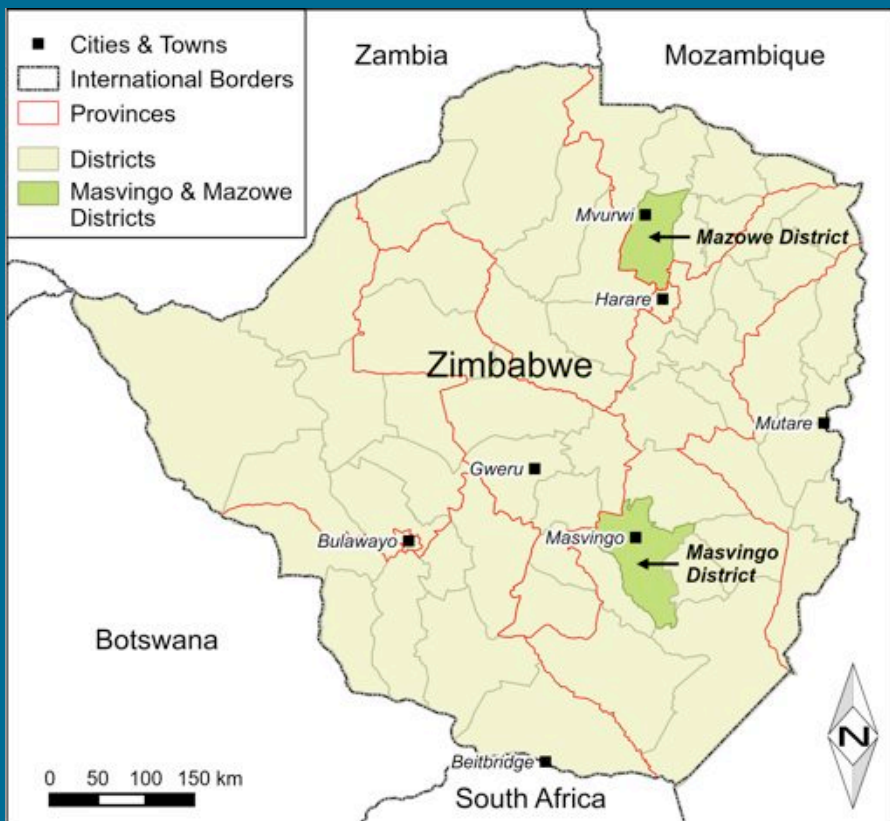 Cities & Towns
International Borders
Provinces
Districts
Masvingo & Mazowe
Districts
Zambia
Mozambique
Mvurwi
Mazowe District
Harare
Zimbabwe
Mutare
Gweru
Bulawayo
Masvingo
Masvingo
District
Botswana
N
Beitbridge
0 50 100 150 km
South Africa